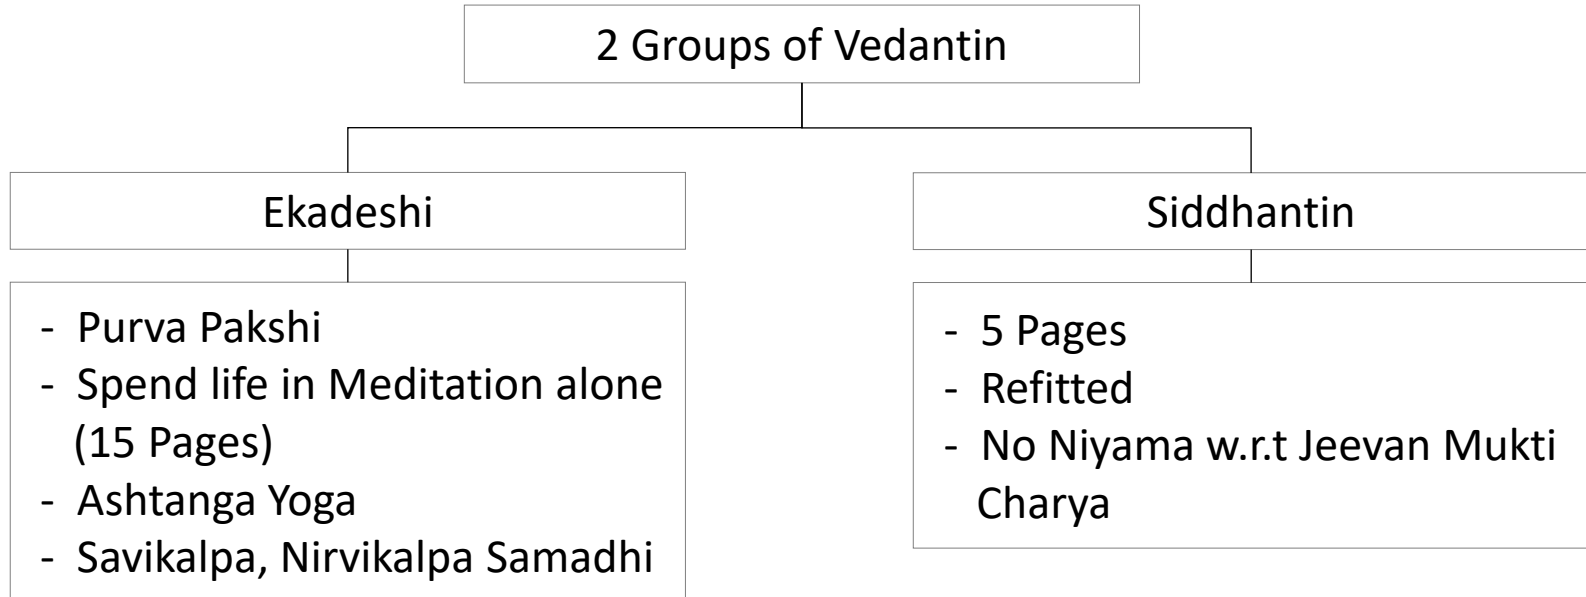 2 Groups of Vedantin
Ekadeshi
- Purva Pakshi
- Spend life in Meditation alone
(15 Pages)
- Ashtanga Yoga
- Savikalpa, Nirvikalpa Samadhi
Siddhantin
- 5 Pages
- Refitted
- No Niyama w.r.t Jeevan Mukti
Charya